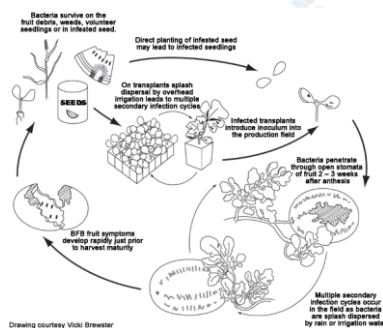 Bacteria survive on the
fruit debris, weeds, volunteer
seedlings or in infested seed.
Direct planting of infested seed
may lead to infected seedlings
SEEDS
On transplants splash
dispersal by overhead
irrigation leads to multiple
secondary infection cycles
Infected transplants
introduce inoculum into
the production field
Bacteria penetrate
through open stomata
of fruit 2 – 3 weeks
after anthesis
BFB fruit symptoms
develop rapidly just prior
to harvest maturity
Multiple secondary
infection cycles occur
in the field as bacteria
are splash dispersed
by rain or irrigation wate
Drawing courtesy Vicki Brewster